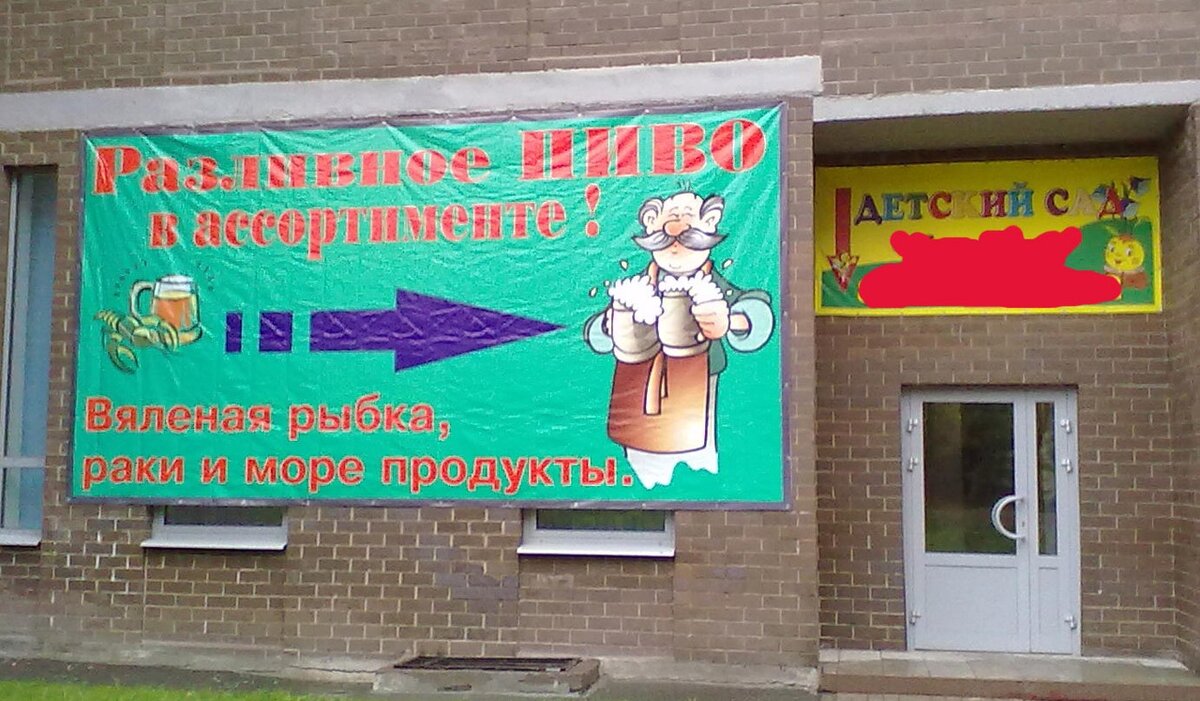 Разливное ПИВО
в ассортименте !
Вяленая рыбка,
раки и море продукты.
ДЕТСКИЙ САД